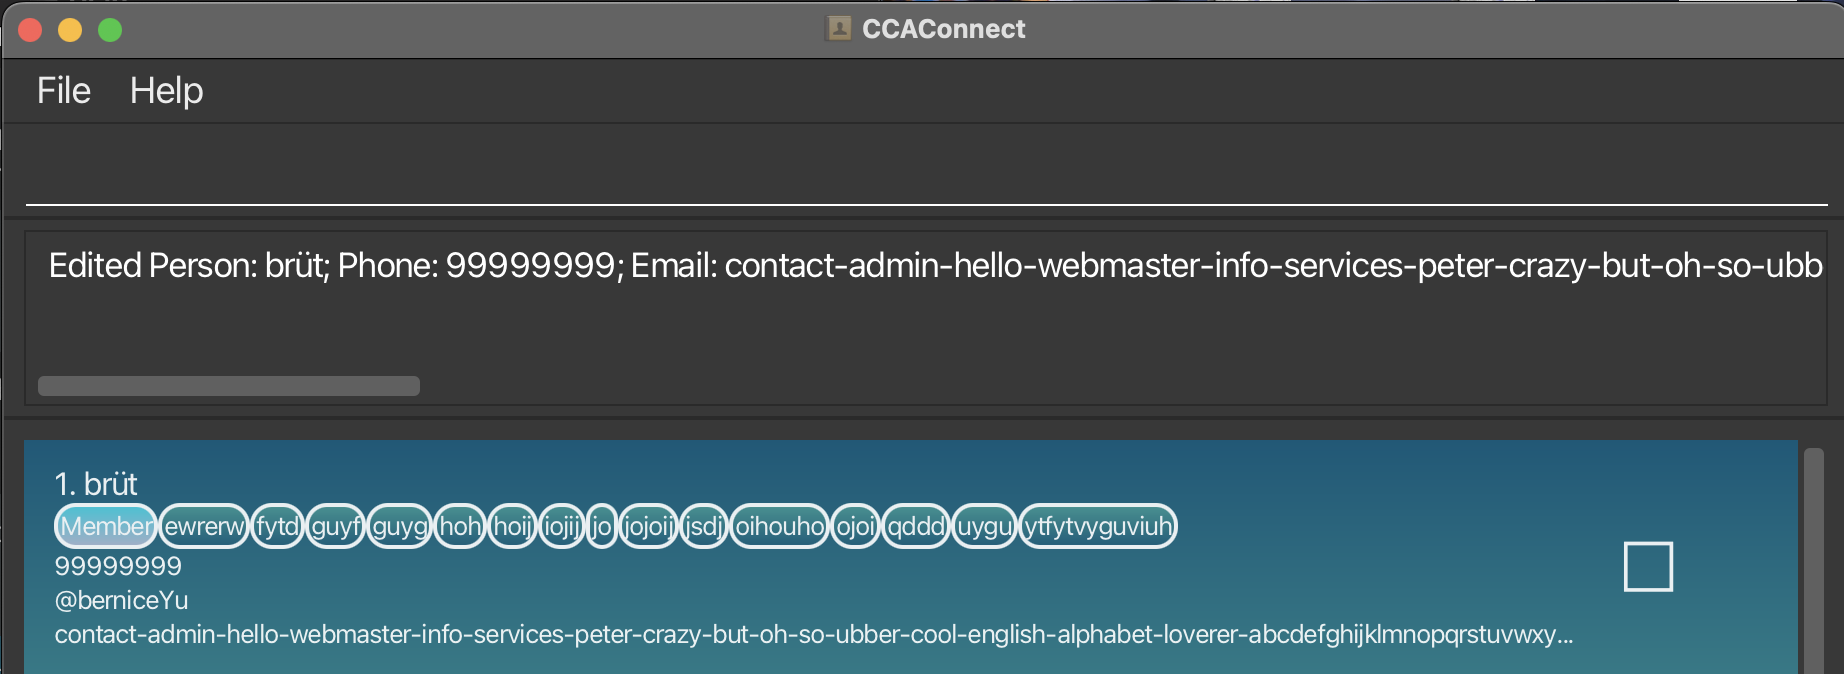 CCAConnect
File Help
Edited Person: brüt; Phone: 99999999; Email: contact-admin-hello-webmaster-info-services-peter-crazy-but-oh-so-ubb
1. brüt
Member ewrerw fytd guyf guyg hoh hoij iojij jo jojoij jsdj oihouho ojoi qddd uygu ytfytvyguviuh
99999999
@berniceYu
contact-admin-hello-webmaster-info-services-peter-crazy-but-oh-so-ubber-cool-english-alphabet-loverer-abcdefghijklmnopqrstuvwxy...